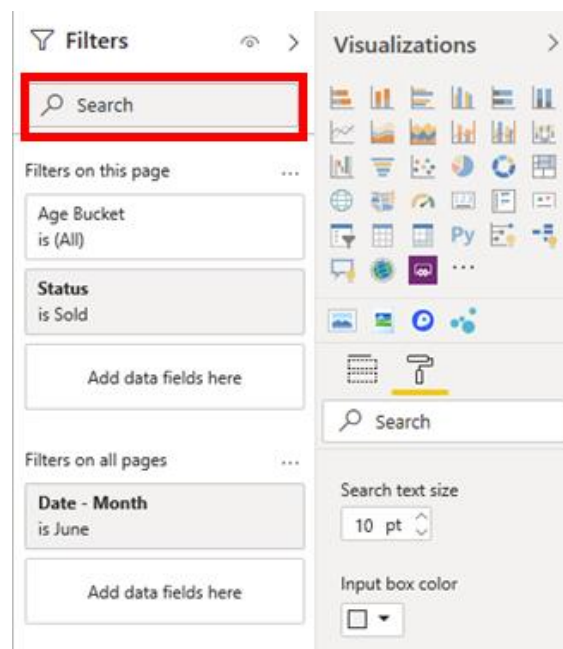 Filters
Search
Filters on this page
...
Age Bucket
is (All)
Status
is Sold
Add data fields here
Filters on all pages
...
Date - Month
is June
Add data fields here
Visualizations
Py
...
Search
Search text size
10 pt
Input box color